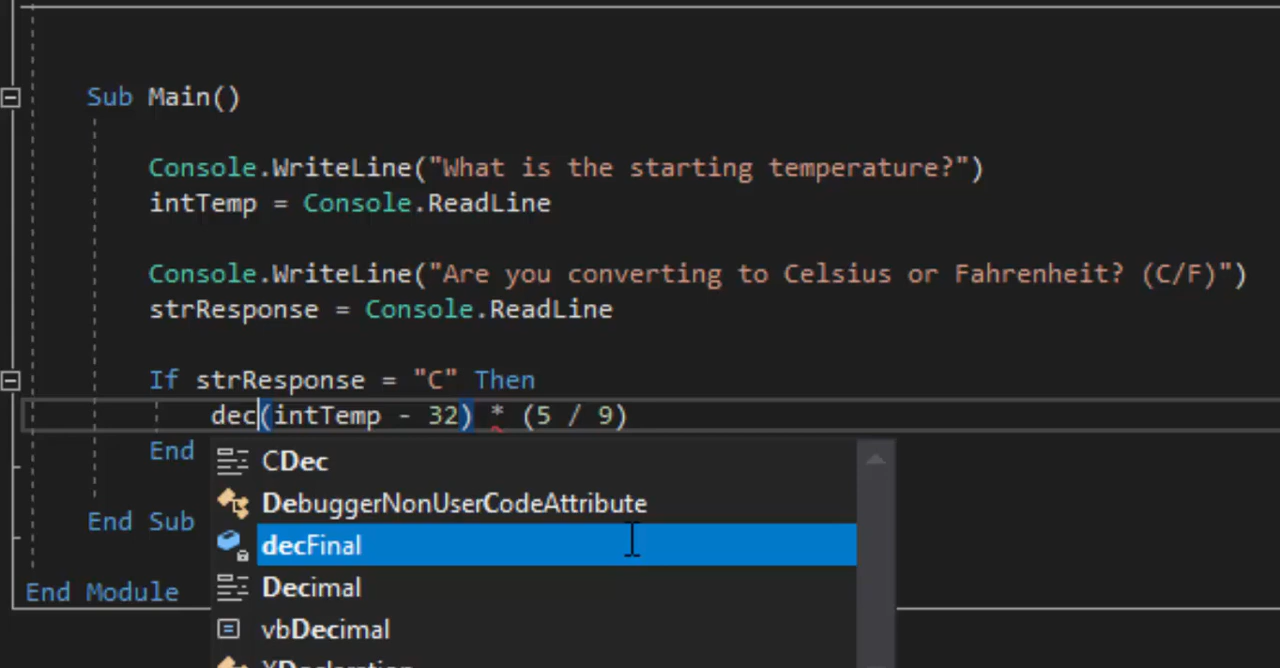 Sub Main()
Console.WriteLine("What is the starting temperature?")
intTemp = Console.ReadLine
Console.WriteLine("Are you converting to Celsius or Fahrenheit? (C/F)")
strResponse = Console.ReadLine
If strResponse = "C" Then
dec(intTemp - 32) * (5 / 9)
End
CDec
DebuggerNonUserCodeAttribute
decFinal
End Sub
Decimal
End Module
vbDecimal